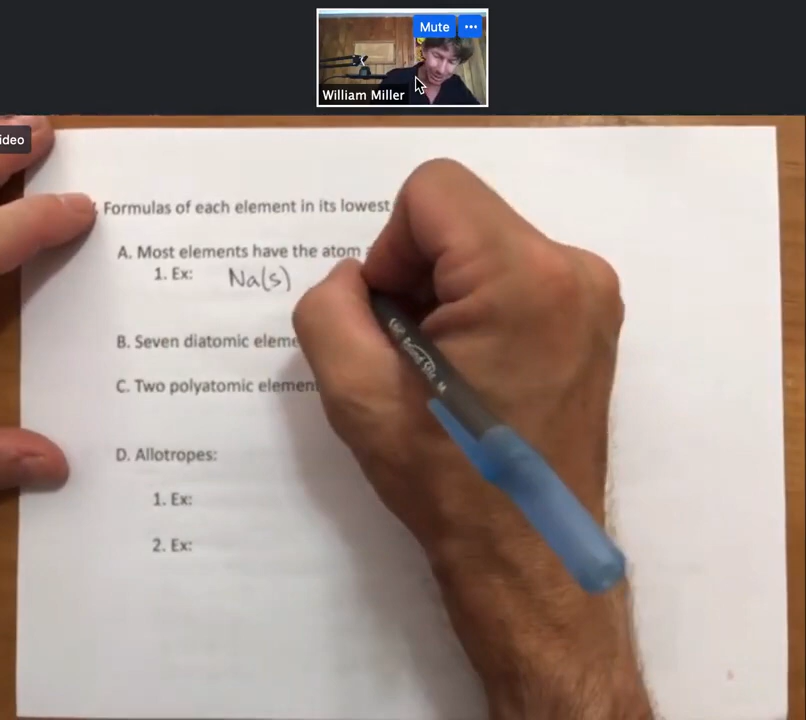 Mute
William Miller
ideo
Formulas of each element in its lowest
A. Most elements have the atom
1. Ex: Na(s)
B. Seven diatomic eleme
C. Two polyatomic element
D. Allotropes:
1. Ex:
2. Ex: